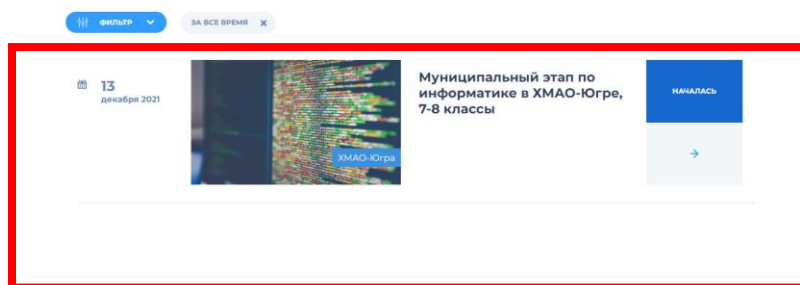 ФИЛЬТР
ЗА ВСЕ ВРЕМЯ
13
декабря 2021
ХМАО-Югра
Муниципальный этап по
информатике в ХМАО-Югре,
7-8 классы
НАЧАЛАСЬ